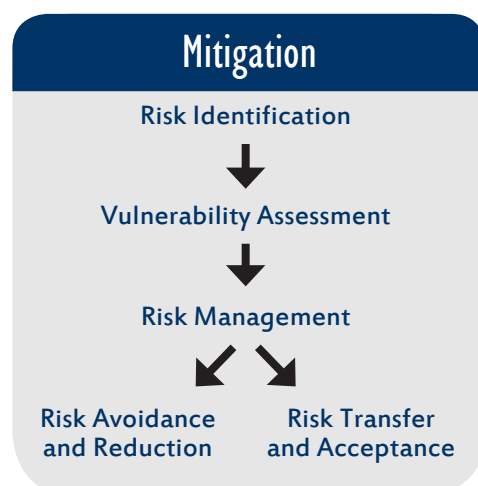 Mitigation
Risk Identification
Vulnerability Assessment
Risk Management
Risk Avoidance
and Reduction
Risk Transfer
and Acceptance